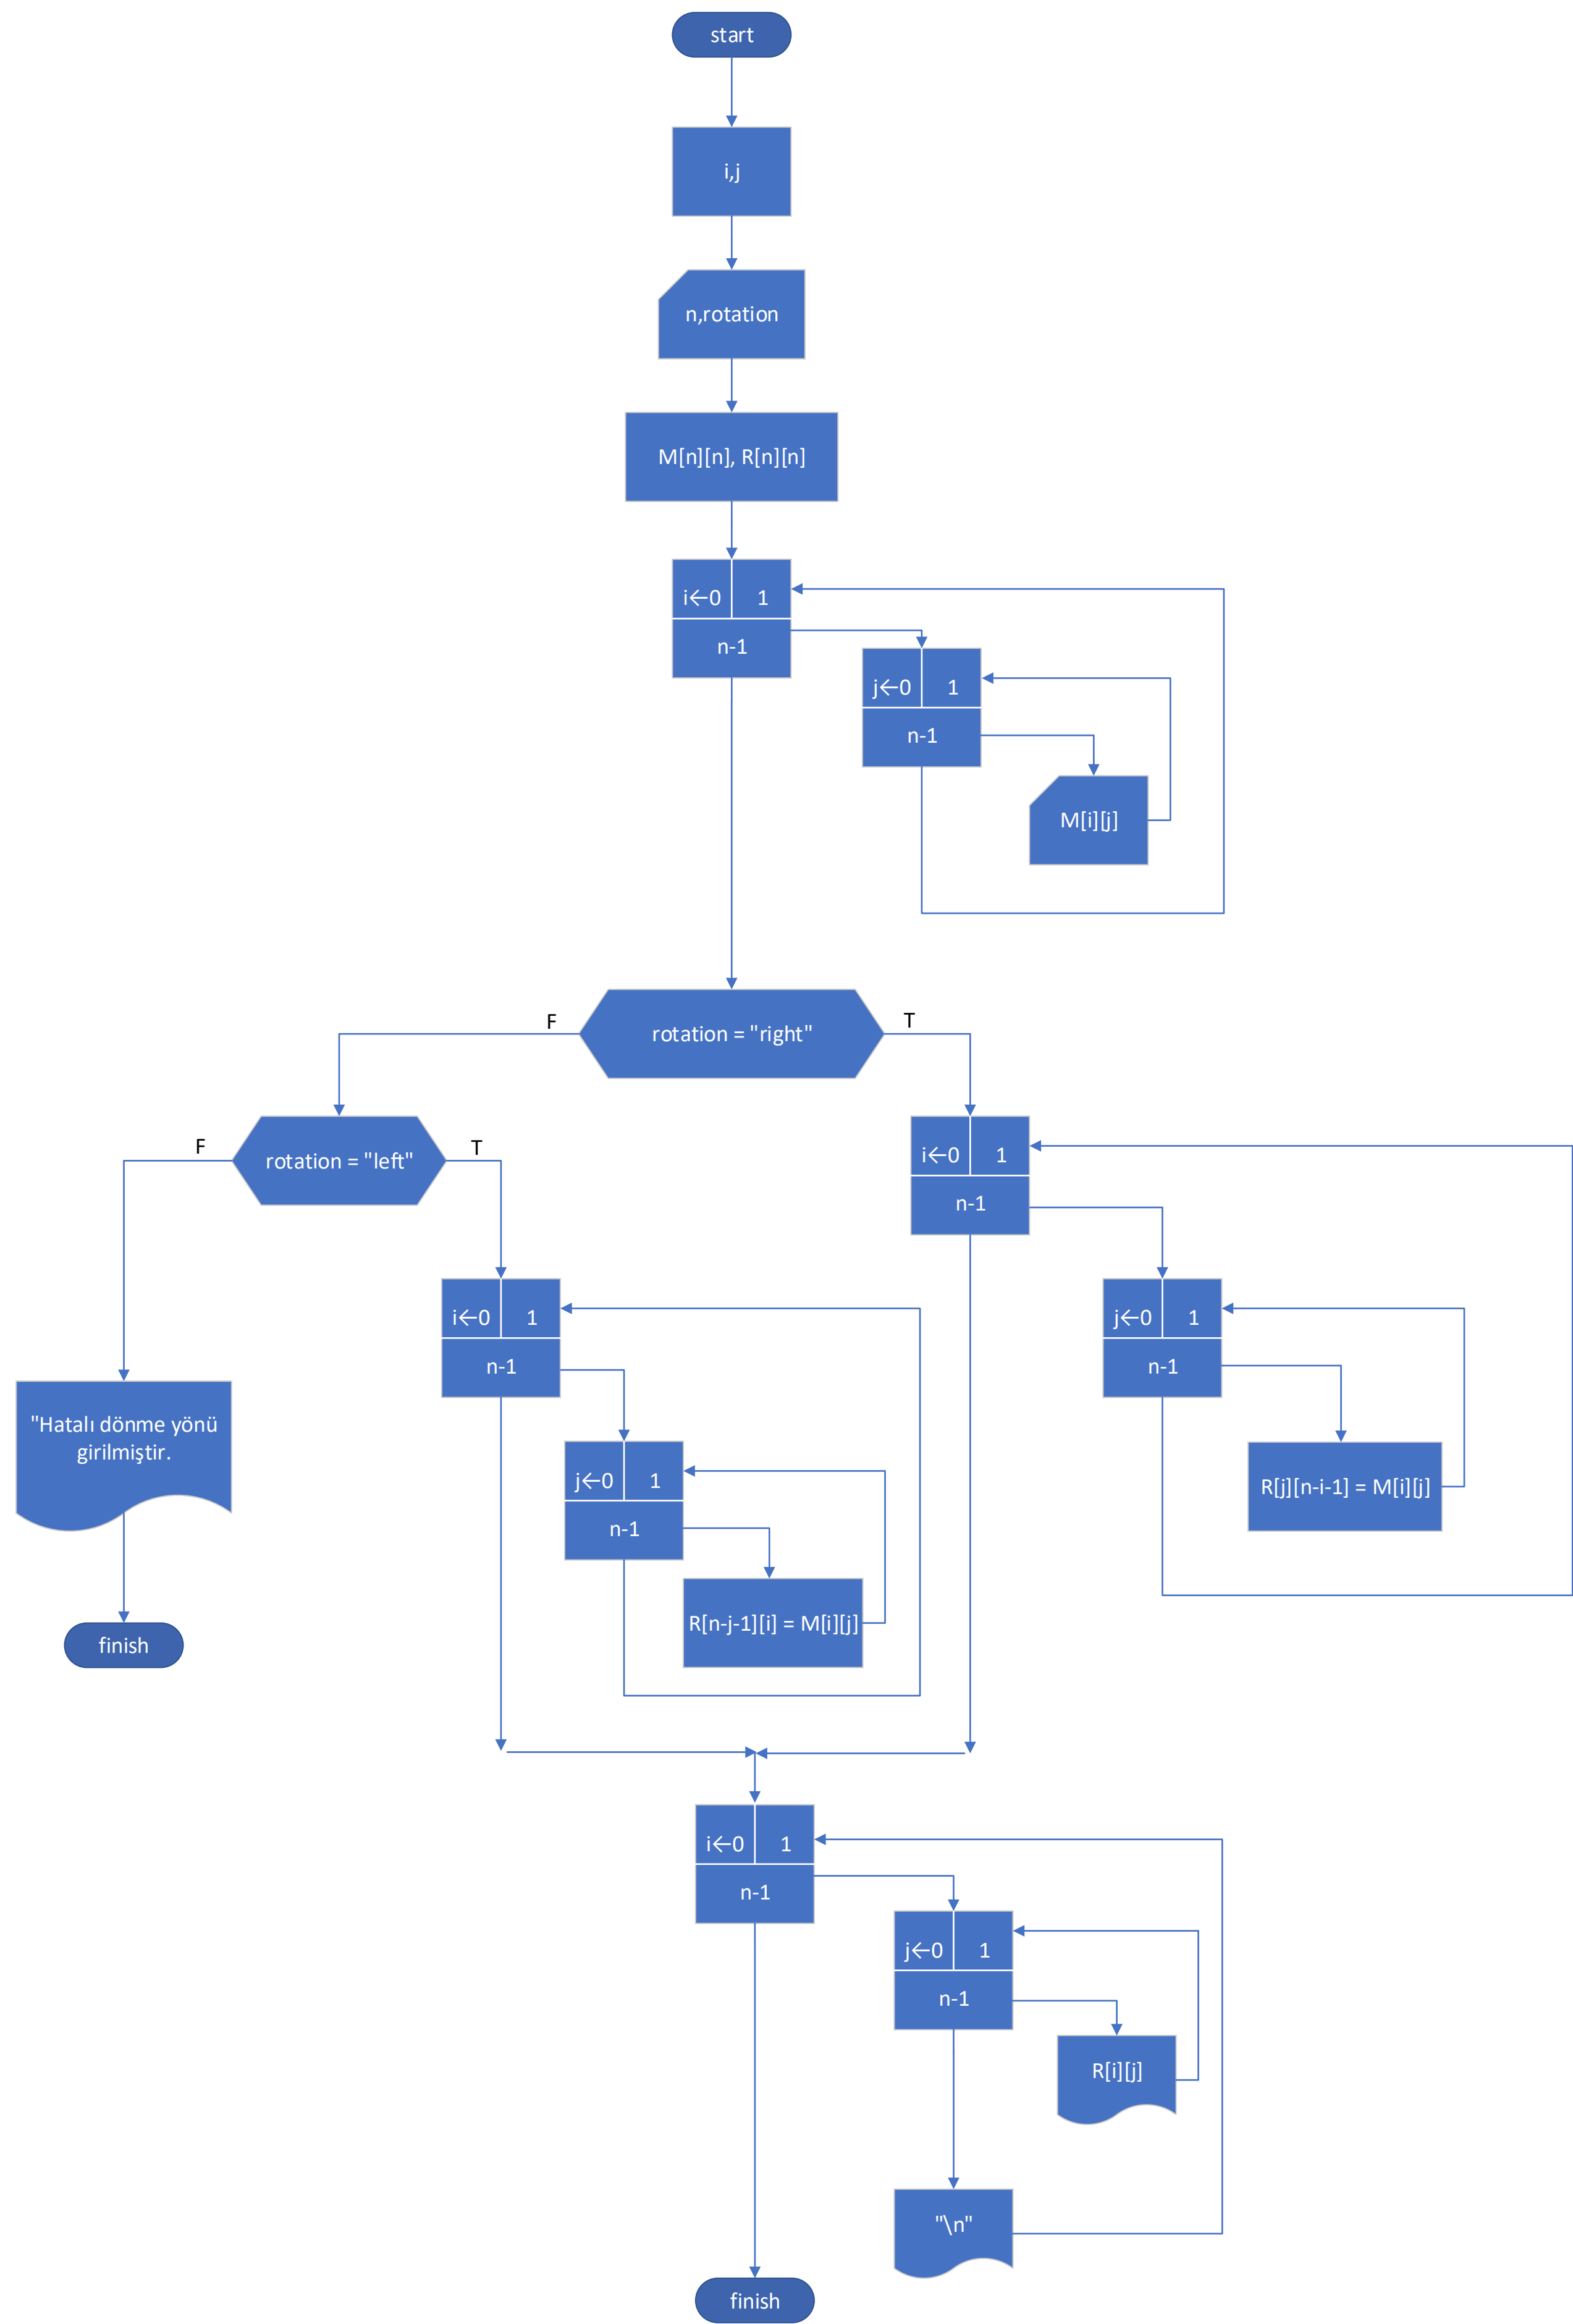 start
i,j
n,rotation
M[n][n], R[n][n]
i←0 1
n-1
j←0 1
n-1
M[i][j]
rotation = "right"
F
T
rotation = "left"
F
T
i←0 1
n-1
i←0 1
n-1
j←0 1
n-1
"Hatalı dönme yönü
girilmiştir.
j←0 1
n-1
R[j][n-i-1] = M[i][j]
R[n-j-1][i] = M[i][j]
finish
i←0 1
n-1
j←0 1
n-1
R[i][j]
"\n"
finish